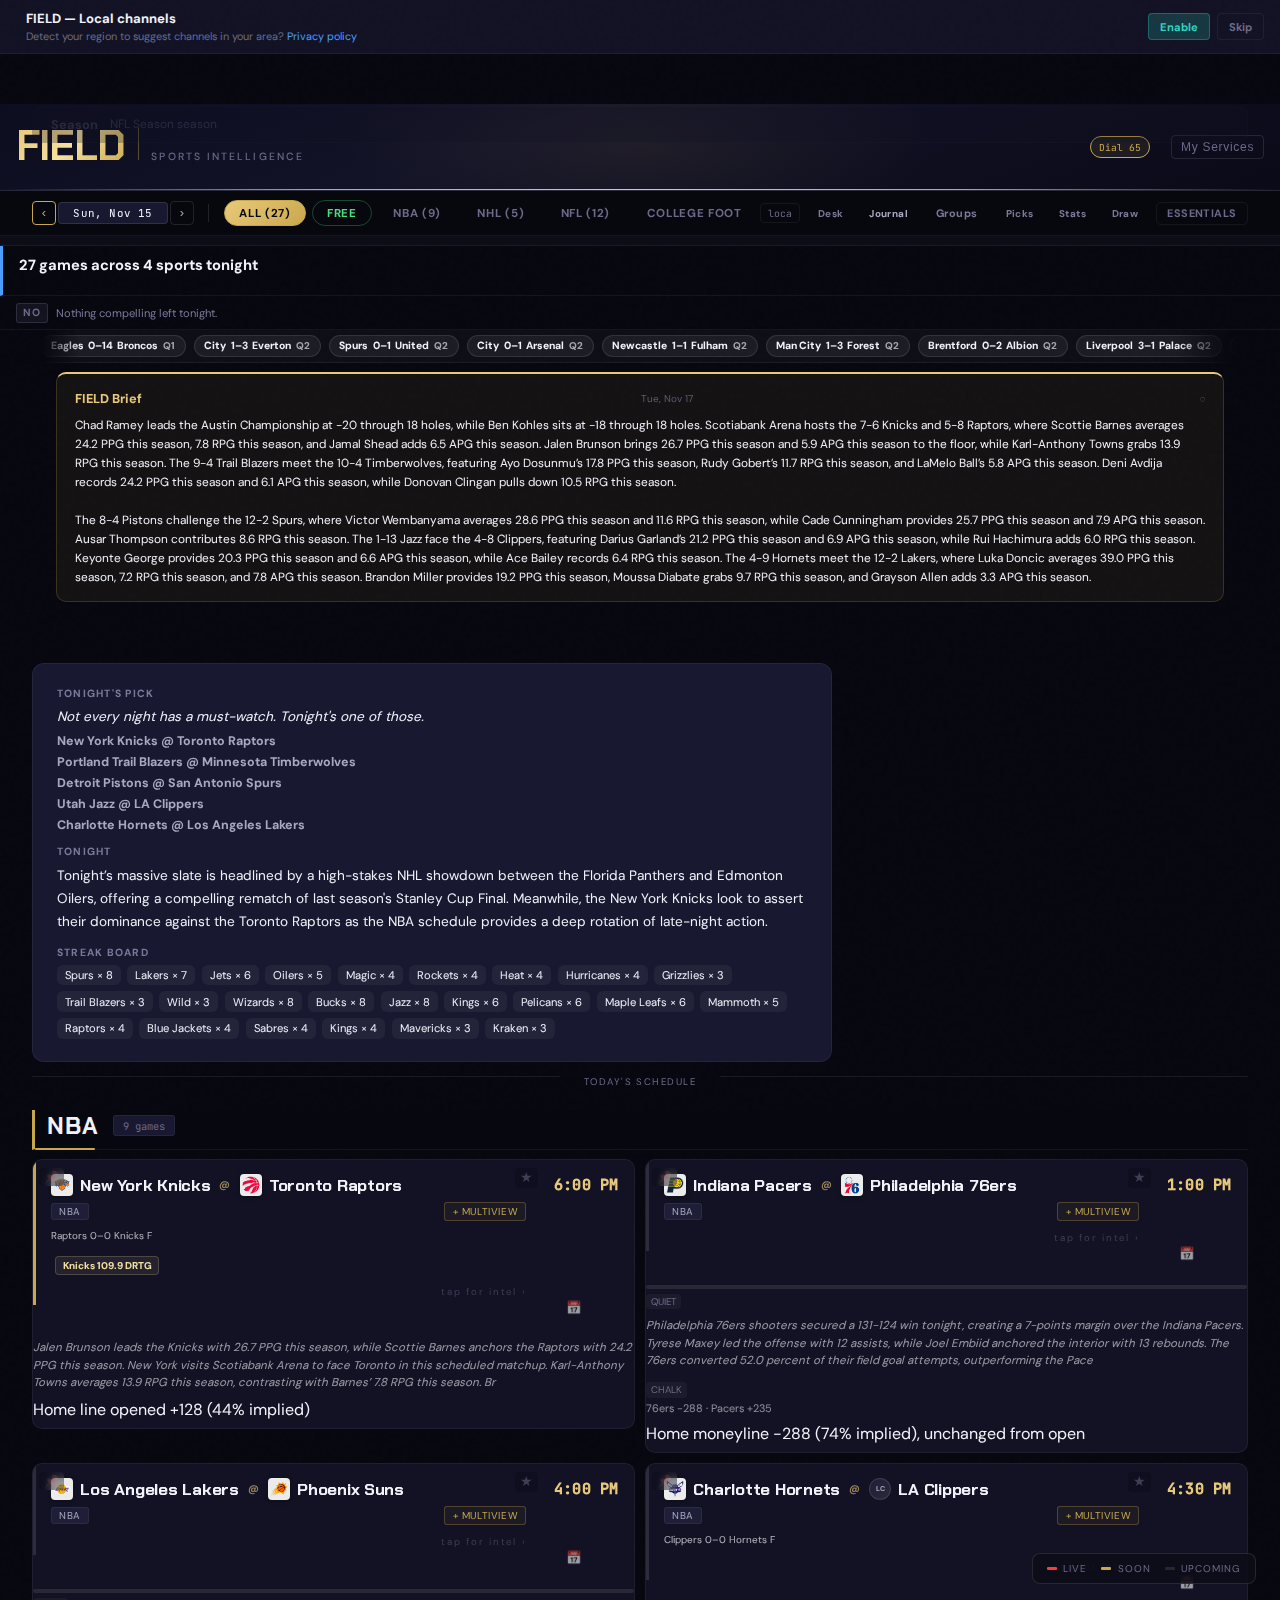 FIELD — Local channels
Detect your region to suggest channels in your area? Privacy policy
Enable
Skip
Season NFL Season season
FIELD
SPORTS INTELLIGENCE
Dial 65
My Services
‹
Sun, Nov 15
›
ALL (27)
FREE
NBA (9)
NHL (5)
NFL (12)
COLLEGE FOOT
loca
Desk
Journal
Groups
Picks
Stats
Draw
ESSENTIALS
27 games across 4 sports tonight
NO Nothing compelling left tonight.
Eagles 0–14 Broncos Q1
City 1–3 Everton Q2
Spurs 0–1 United Q2
City 0–1 Arsenal Q2
Newcastle 1–1 Fulham Q2
Man City 1–3 Forest Q2
Brentford 0–2 Albion Q2
Liverpool 3–1 Palace Q2
FIELD Brief
Tue, Nov 17
Chad Ramey leads the Austin Championship at -20 through 18 holes, while Ben Kohles sits at -18 through 18 holes. Scotiabank Arena hosts the 7-6 Knicks and 5-8 Raptors, where Scottie Barnes averages
24.2 PPG this season, 7.8 RPG this season, and Jamal Shead adds 6.5 APG this season. Jalen Brunson brings 26.7 PPG this season and 5.9 APG this season to the floor, while Karl-Anthony Towns grabs 13.9
RPG this season. The 9-4 Trail Blazers meet the 10-4 Timberwolves, featuring Ayo Dosunmu's 17.8 PPG this season, Rudy Gobert's 11.7 RPG this season, and LaMelo Ball's 5.8 APG this season. Deni Avdija
records 24.2 PPG this season and 6.1 APG this season, while Donovan Clingan pulls down 10.5 RPG this season.
The 8-4 Pistons challenge the 12-2 Spurs, where Victor Wembanyama averages 28.6 PPG this season and 11.6 RPG this season, while Cade Cunningham provides 25.7 PPG this season and 7.9 APG this season.
Ausar Thompson contributes 8.6 RPG this season. The 1-13 Jazz face the 4-8 Clippers, featuring Darius Garland's 21.2 PPG this season and 6.9 APG this season, while Rui Hachimura adds 6.0 RPG this season.
Keyonte George provides 20.3 PPG this season and 6.6 APG this season, while Ace Bailey records 6.4 RPG this season. The 4-9 Hornets meet the 12-2 Lakers, where Luka Doncic averages 39.0 PPG this
season, 7.2 RPG this season, and 7.8 APG this season. Brandon Miller provides 19.2 PPG this season, Moussa Diabate grabs 9.7 RPG this season, and Grayson Allen adds 3.3 APG this season.
TONIGHT'S PICK
Not every night has a must-watch. Tonight's one of those.
New York Knicks @ Toronto Raptors
Portland Trail Blazers @ Minnesota Timberwolves
Detroit Pistons @ San Antonio Spurs
Utah Jazz @ LA Clippers
Charlotte Hornets @ Los Angeles Lakers
TONIGHT
Tonight's massive slate is headlined by a high-stakes NHL showdown between the Florida Panthers and Edmonton
Oilers, offering a compelling rematch of last season's Stanley Cup Final. Meanwhile, the New York Knicks look to assert
their dominance against the Toronto Raptors as the NBA schedule provides a deep rotation of late-night action.
STREAK BOARD
Spurs × 8 Lakers × 7 Jets × 6 Oilers × 5 Magic × 4 Rockets × 4 Heat × 4 Hurricanes × 4 Grizzlies × 3
Trail Blazers × 3 Wild × 3 Wizards × 8 Bucks × 8 Jazz × 8 Kings × 6 Pelicans × 6 Maple Leafs × 6 Mammoth × 5
Raptors × 4 Blue Jackets × 4 Sabres × 4 Kings × 4 Mavericks × 3 Kraken × 3
TODAY'S SCHEDULE
NBA
9 games
New York Knicks @ Toronto Raptors
★
6:00 PM
NBA
+ MULTIVIEW
Raptors 0–0 Knicks F
Knicks 109.9 DRTG
tap for intel ›
Jalen Brunson leads the Knicks with 26.7 PPG this season, while Scottie Barnes anchors the Raptors with 24.2
PPG this season. New York visits Scotiabank Arena to face Toronto in this scheduled matchup. Karl-Anthony
Towns averages 13.9 RPG this season, contrasting with Barnes' 7.8 RPG this season. Br
Home line opened +128 (44% implied)
Indiana Pacers @ Philadelphia 76ers
★
1:00 PM
NBA
+ MULTIVIEW
tap for intel ›
QUIET
Philadelphia 76ers shooters secured a 131-124 win tonight, creating a 7-points margin over the Indiana Pacers.
Tyrese Maxey led the offense with 12 assists, while Joel Embiid anchored the interior with 13 rebounds. The
76ers converted 52.0 percent of their field goal attempts, outperforming the Pace
CHALK
76ers -288 · Pacers +235
Home moneyline -288 (74% implied), unchanged from open
Los Angeles Lakers @ Phoenix Suns
★
4:00 PM
NBA
+ MULTIVIEW
tap for intel ›
Charlotte Hornets @ LC LA Clippers
★
4:30 PM
NBA
+ MULTIVIEW
Clippers 0–0 Hornets F
LIVE
SOON
UPCOMING